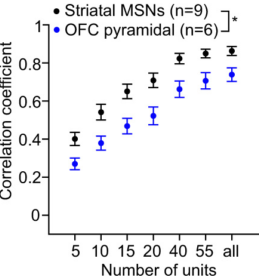 Striatal MSNs (n=9)
OFC pyramidal (n=6)
*
Correlation coefficient
1
0.8
0.6
0.4
0.2
0
5 10 15 20 40 55 all
Number of units